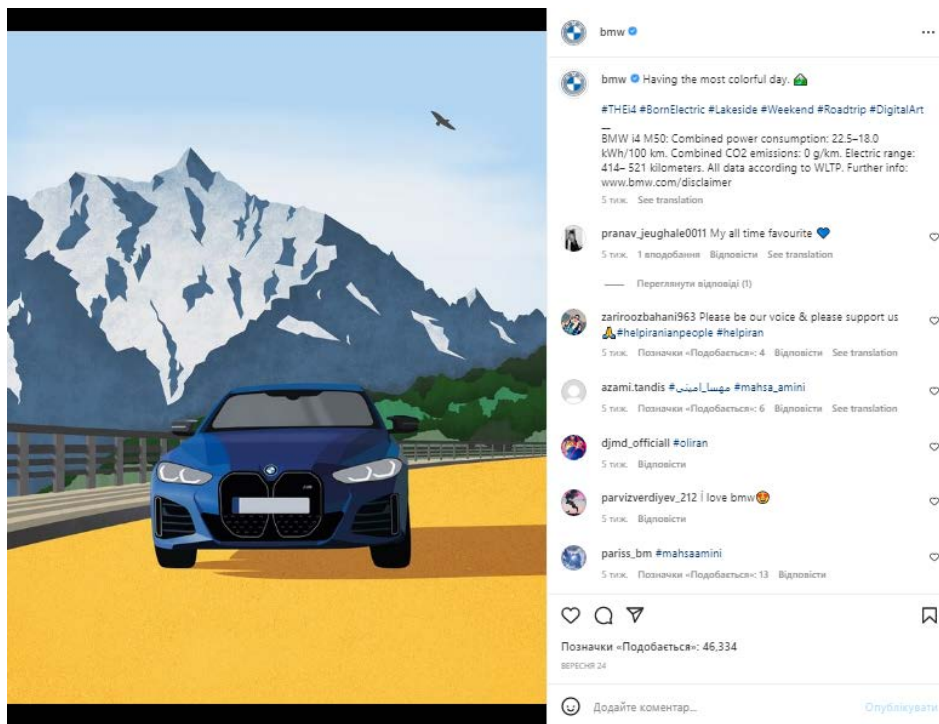 bmw
bmw Having the most colorful day.
#THEi4 #BornElectric #Lakeside #Weekend #Roadtrip #DigitalArt
—
BMW i4 M50: Combined power consumption: 22.5–18.0
kWh/100 km. Combined CO2 emissions: 0 g/km. Electric range:
414– 521 kilometers. All data according to WLTP. Further info:
www.bmw.com/disclaimer
5 тиж. See translation
pranav_jeughale0011 My all time favourite 💙
5 тиж. 1 вподобання Відповісти See translation
Переглянути відповіді (1)
zariroozbahani963 Please be our voice & please support us
🙏#helpiranianpeople #helpiran
5 тиж. Позначки «Подобається»: 4 Відповісти See translation
azami.tandis #مهسا_امینی #mahsa_amini
5 тиж. Позначки «Подобається»: 6 Відповісти See translation
djmd_officiall #oliran
5 тиж. Відповісти
parvizverdiyev_212 İ love bmw🤩
5 тиж. Відповісти
pariss_bm #mahsaamini
5 тиж. Позначки «Подобається»: 13 Відповісти
Позначки «Подобається»: 46,334
ВЕРЕСНЯ 24
Додайте коментар...
Опублікувати